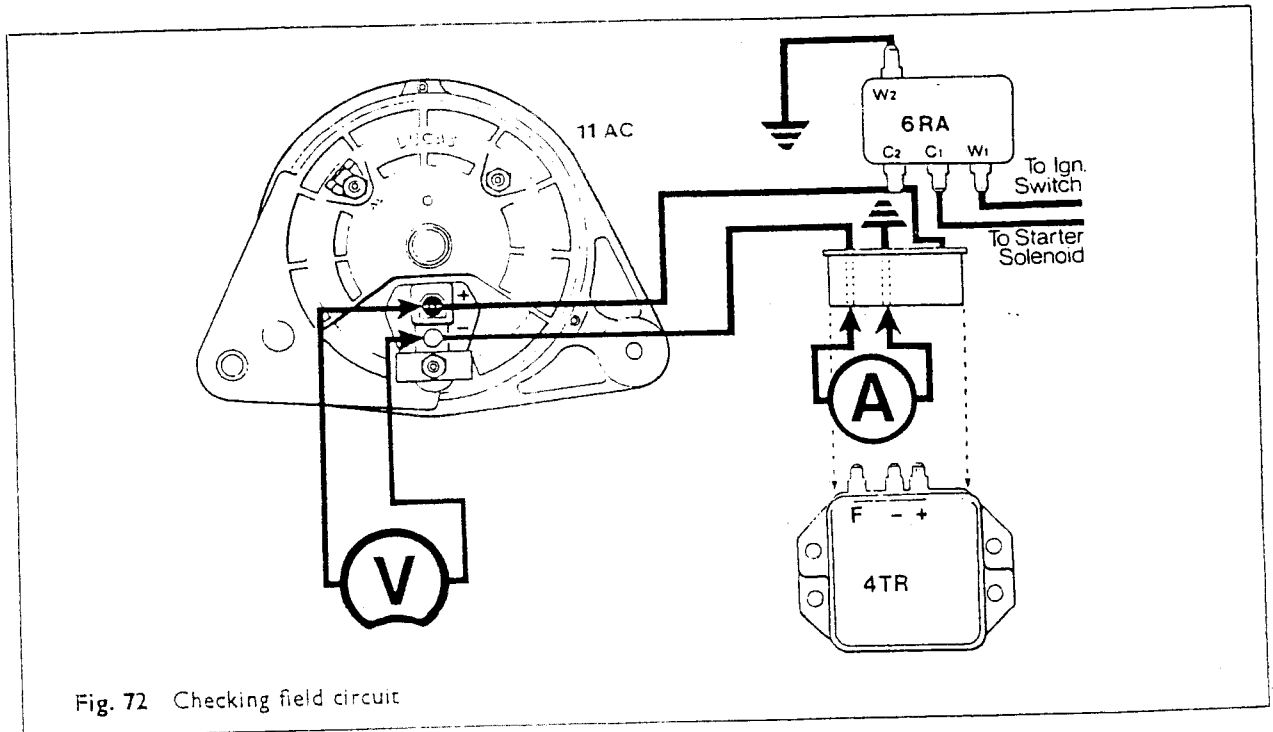 LUCAS
11 AC
+
-
V
W2
6RA
C2 C1 W1
To Ign.
Switch
To Starter
Solenoid
A
F - +
4TR
Fig. 72 Checking field circuit